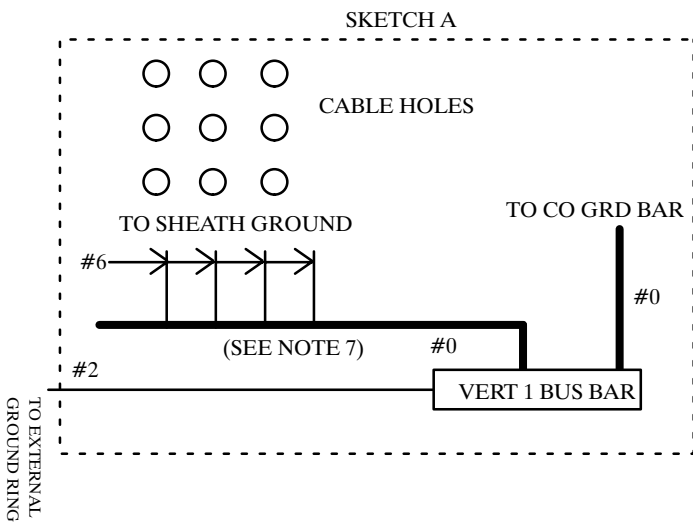 SKETCH A
CABLE HOLES
TO SHEATH GROUND
TO CO GRD BAR
#6
#0
(SEE NOTE 7)
#0
#2
VERT 1 BUS BAR
TO EXTERNAL
GROUND RING